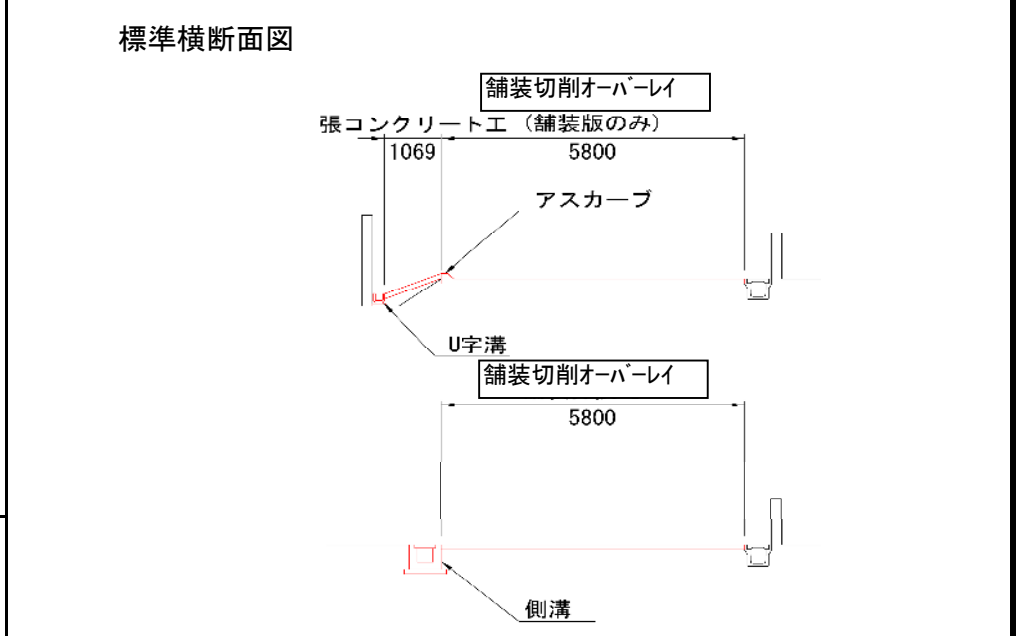 標準横断面図
舗装切削ｵｰﾊﾞｰﾚｲ
張コンクリート工（舗装版のみ）
1069
5800
アスカーブ
U字溝
舗装切削ｵｰﾊﾞｰﾚｲ
5800
側溝